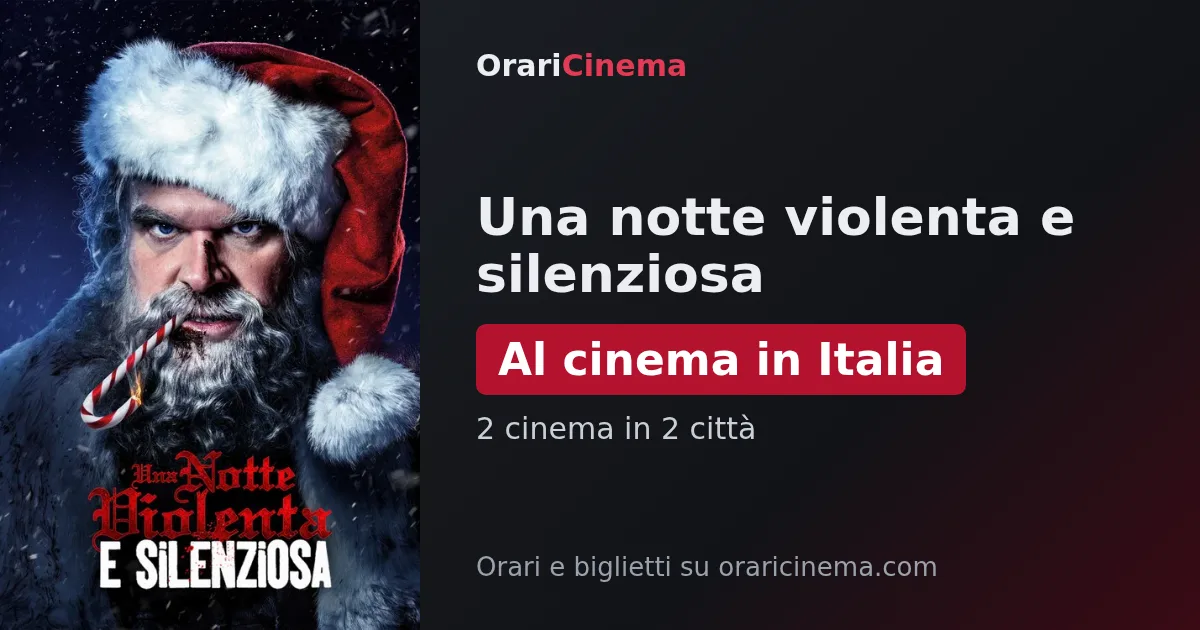 Una Notte
Violenta
E SiLENZiOSA
OrariCinema
Una notte violenta e
silenziosa
Al cinema in Italia
2 cinema in 2 città
Orari e biglietti su oraricinema.com